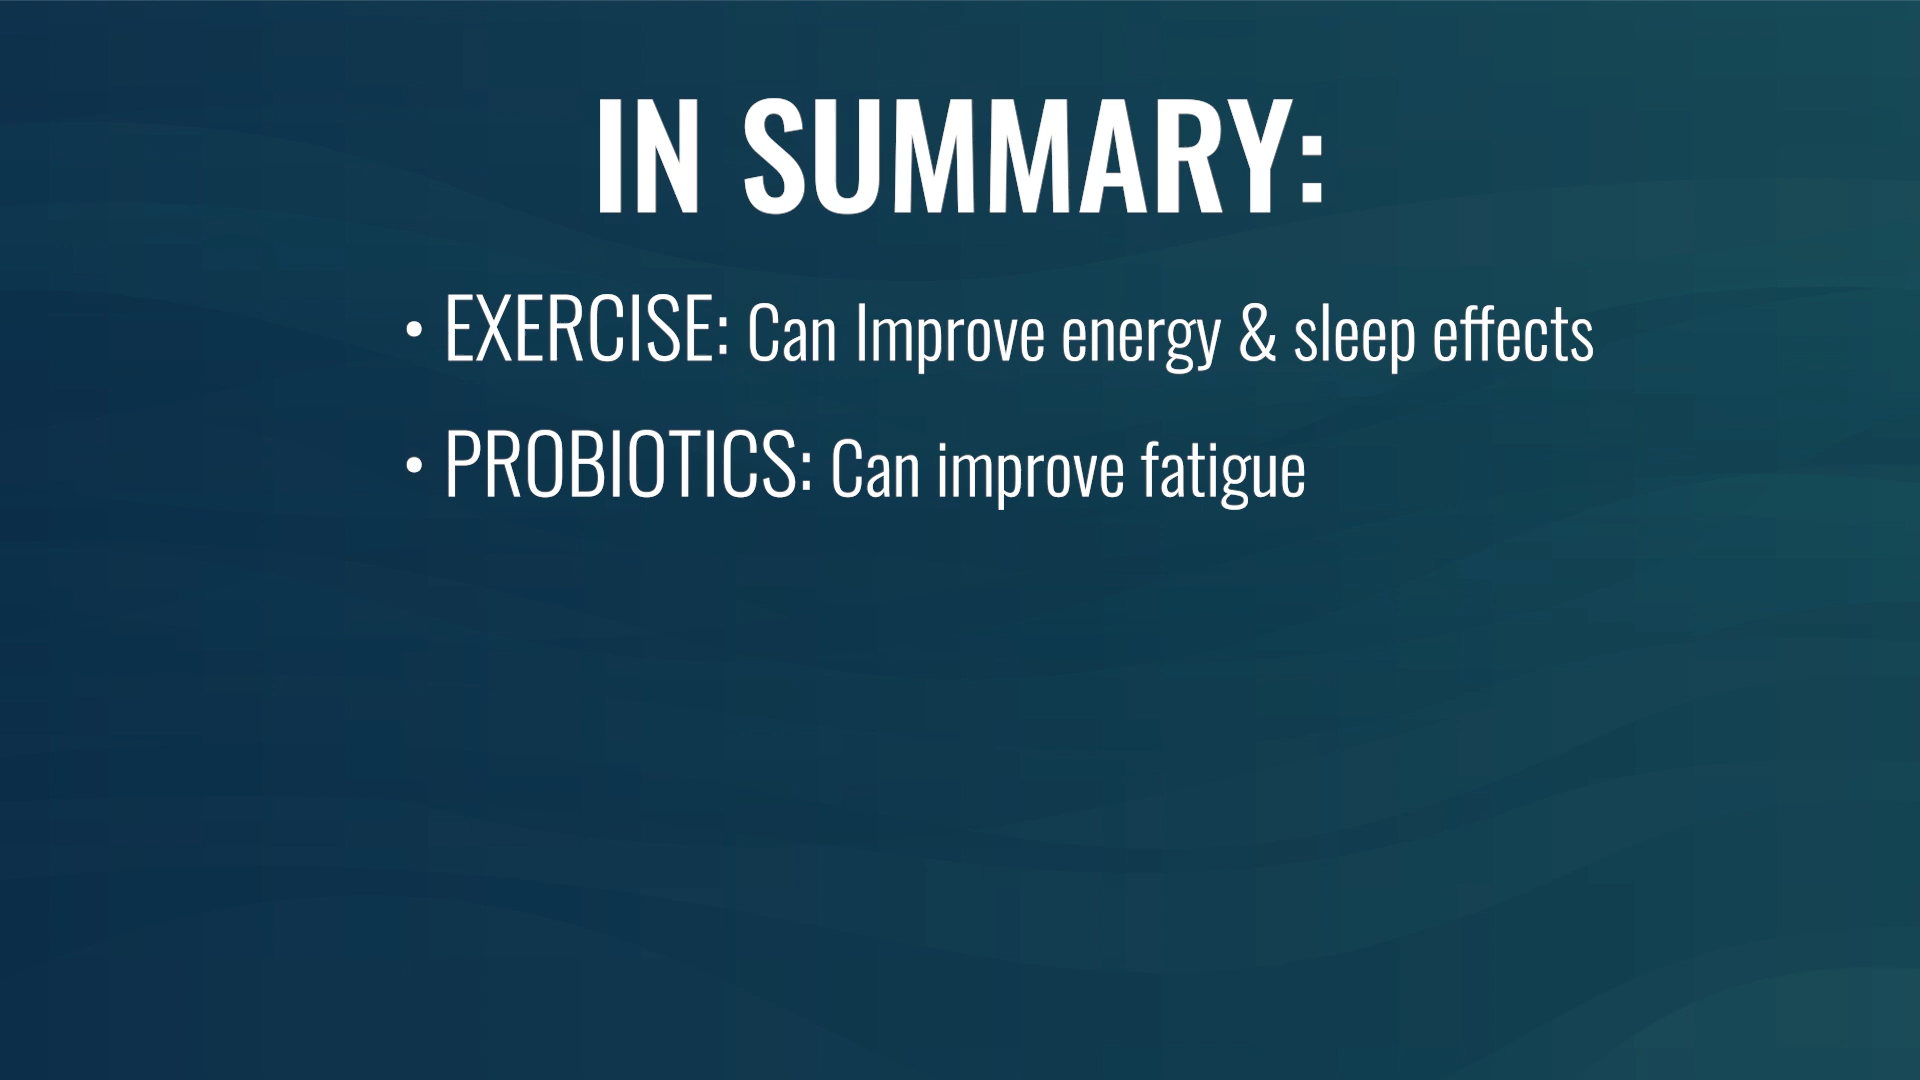 IN SUMMARY:
• EXERCISE: Can Improve energy & sleep effects
• PROBIOTICS: Can improve fatigue